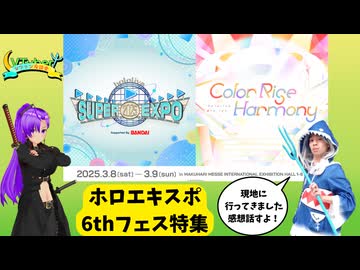 hololive
SUPER EXPO
Supported by BANDAI
Color Rise
Harmony
2025.3.8(sat) — 3.9(sun) in MAKUHARI MESSE INTERNATIONAL EXHIBITION HALL1-8
ホロエキスポ
6thフェス特集
現地に
行ってきました
感想話すよ!